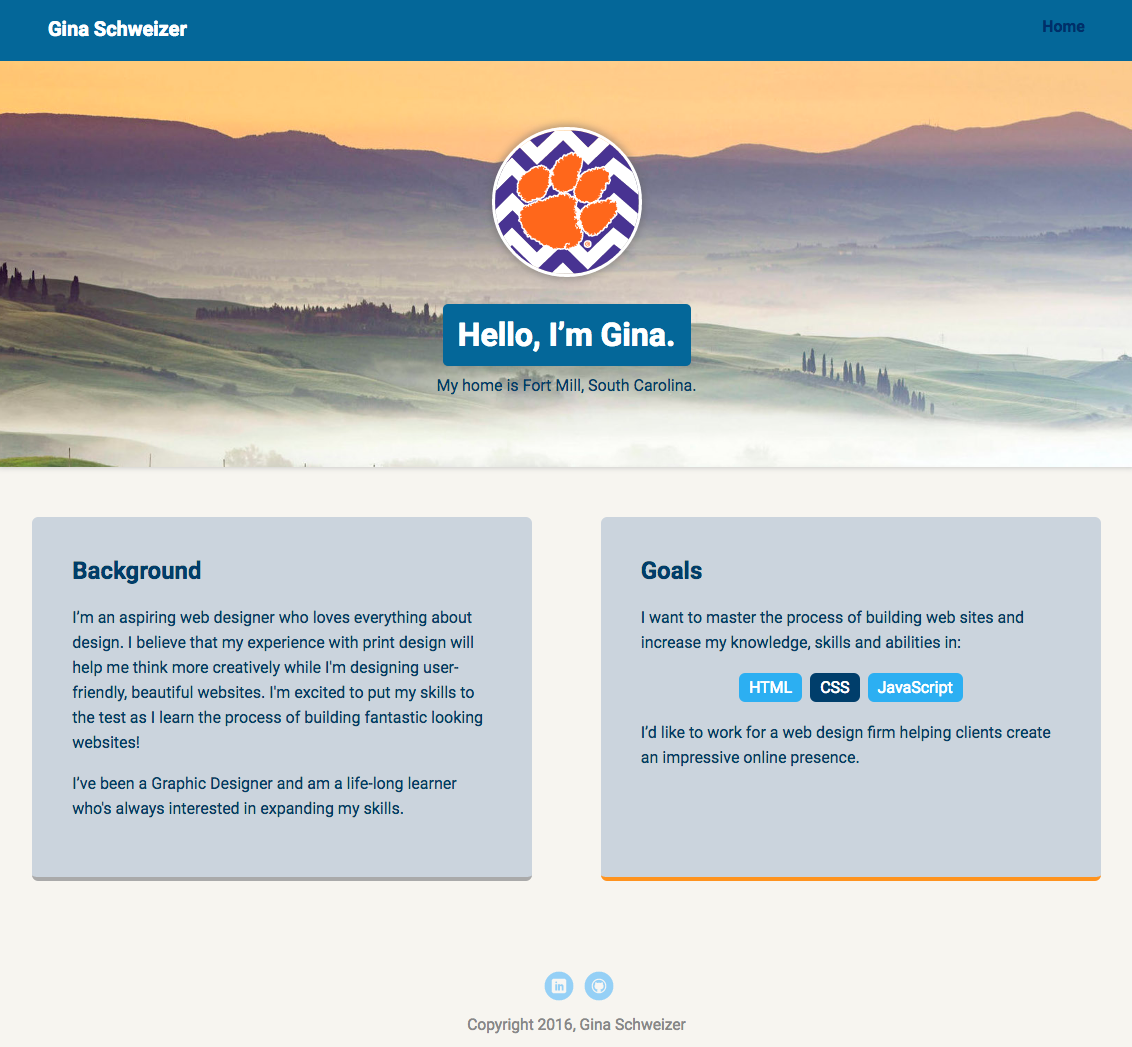 Gina Schweizer
Home
Hello, I’m Gina.
My home is Fort Mill, South Carolina.
Background
I’m an aspiring web designer who loves everything about
design. I believe that my experience with print design will
help me think more creatively while I'm designing user-
friendly, beautiful websites. I'm excited to put my skills to
the test as I learn the process of building fantastic looking
websites!
I’ve been a Graphic Designer and am a life-long learner
who's always interested in expanding my skills.
Goals
I want to master the process of building web sites and
increase my knowledge, skills and abilities in:
HTML CSS JavaScript
I’d like to work for a web design firm helping clients create
an impressive online presence.
in
Copyright 2016, Gina Schweizer